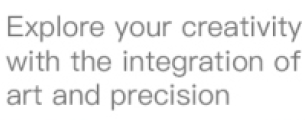 Explore your creativity
with the integration of
art and precision